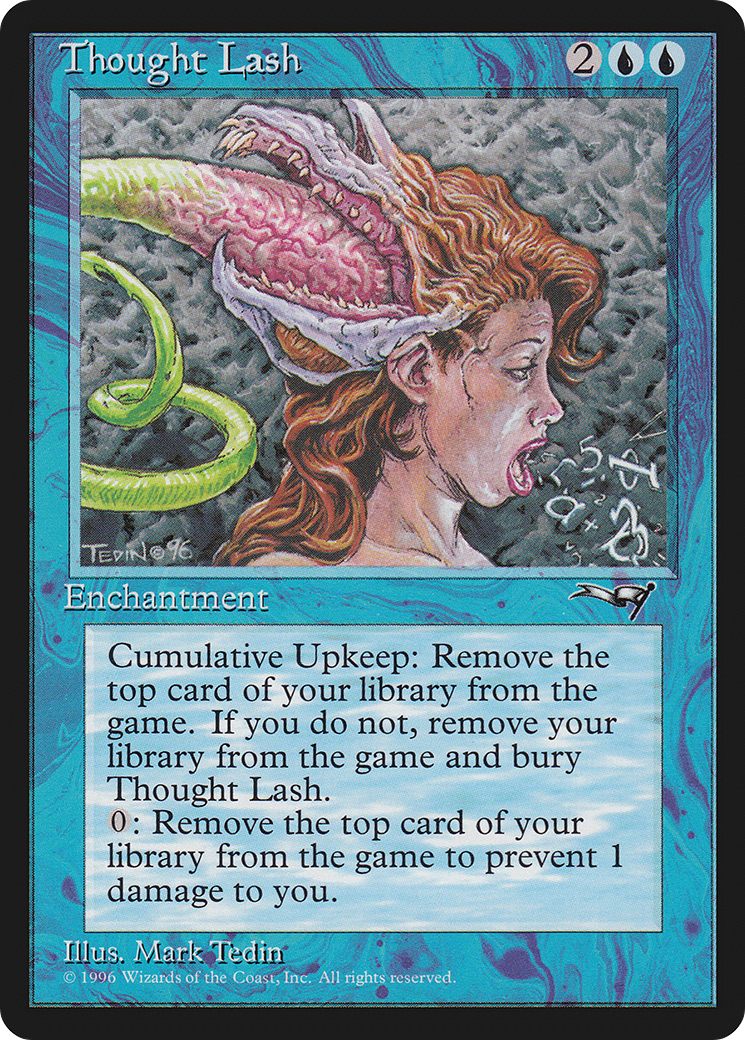 Thought Lash
2
TEDIN © 96
Enchantment
Cumulative Upkeep: Remove the
top card of your library from the
game. If you do not, remove your
library from the game and bury
Thought Lash.
0: Remove the top card of your
library from the game to prevent 1
damage to you.
Illus. Mark Tedin
© 1996 Wizards of the Coast, Inc. All rights reserved.